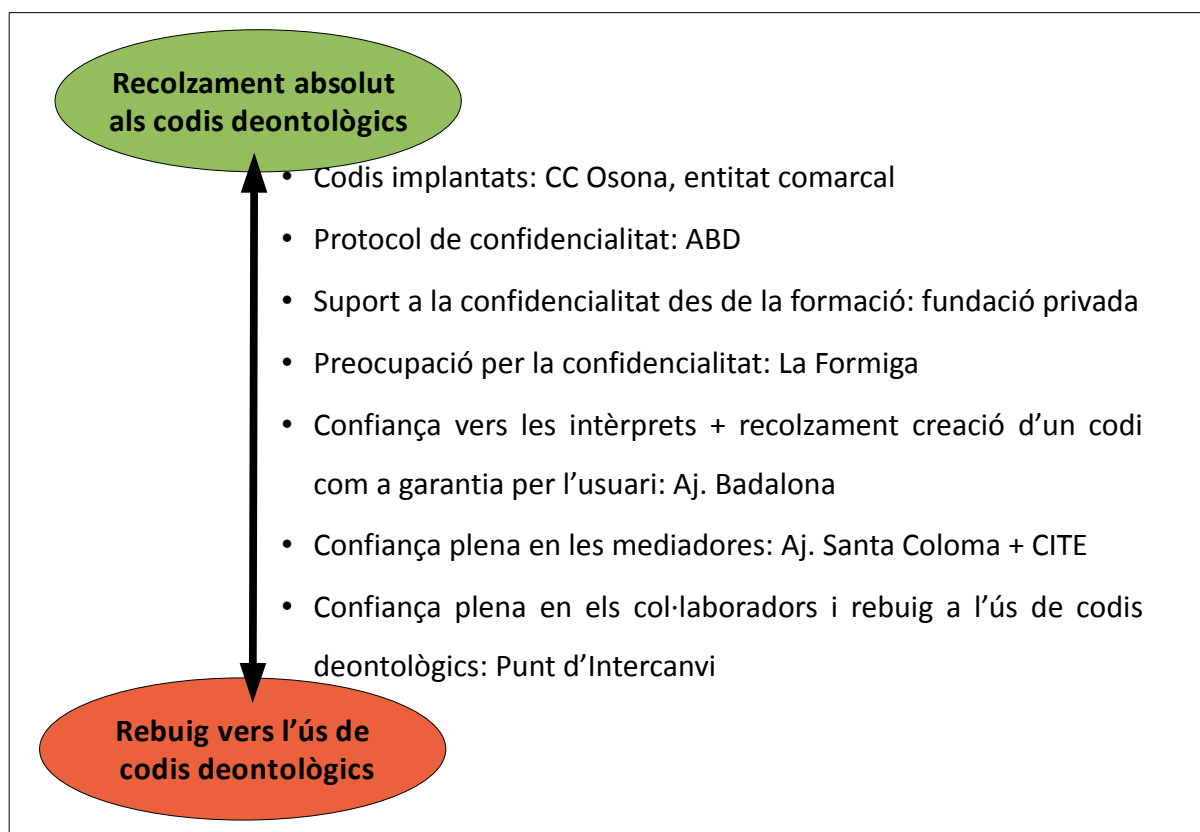 Recolzament absolut
als codis deontològics
• Codis implantats: CC Osona, entitat comarcal
• Protocol de confidencialitat: ABD
• Suport a la confidencialitat des de la formació: fundació privada
• Preocupació per la confidencialitat: La Formiga
• Confiança vers les intèrprets + recolzament creació d’un codi
com a garantia per l’usuari: Aj. Badalona
• Confiança plena en les mediadores: Aj. Santa Coloma + CITE
• Confiança plena en els col·laboradors i rebuig a l’ús de codis
deontològics: Punt d’Intercanvi
Rebuig vers l’ús de
codis deontològics